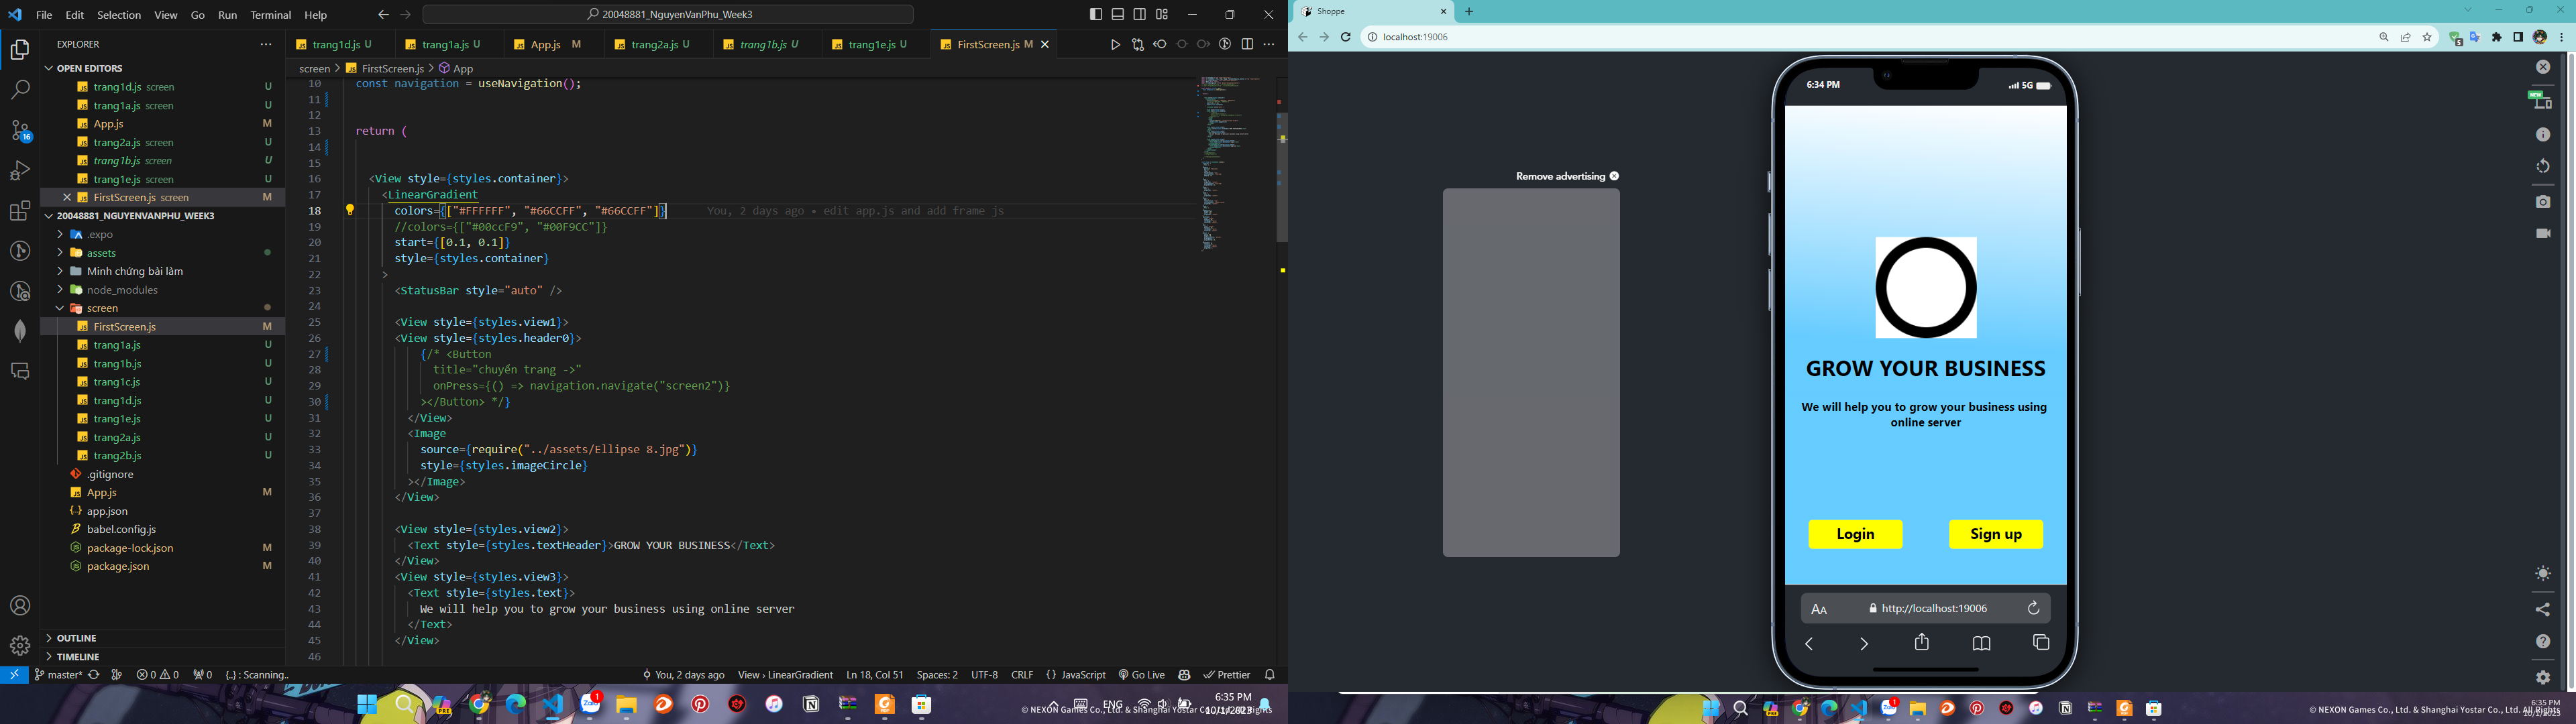 File Edit Selection View Go Run Terminal Help
20048881_NguyenVanPhu_Week3
EXPLORER
OPEN EDITORS
trang1d.js screen U
trang1a.js screen U
App.js M
trang2a.js screen U
trang1b.js screen U
trang1e.js screen U
FirstScreen.js screen M
20048881_NGUYENVANPHU_WEEK3
.expo
assets
Minh chứng bài làm
node_modules
screen
FirstScreen.js M
trang1a.js U
trang1b.js U
trang1c.js U
trang1d.js U
trang1e.js U
trang2a.js U
trang2b.js U
.gitignore
App.js M
app.json
babel.config.js
package-lock.json M
package.json M
OUTLINE
TIMELINE
16
trang1d.js U trang1a.js U App.js M trang2a.js U trang1b.js U trang1e.js U FirstScreen.js M
screen > FirstScreen.js > App
10 const navigation = useNavigation();
11
12
13 return (
14
15
16 <View style={styles.container}>
17 <LinearGradient
18 colors={["#FFFFFF", "#66CCFF", "#66CCFF"]} You, 2 days ago • edit app.js and add frame js
19 //colors={["#00ccF9", "#00F9CC"]}
20 start={[0.1, 0.1]}
21 style={styles.container}
22 >
23 <StatusBar style="auto" />
24
25 <View style={styles.view1}>
26 <View style={styles.header0}>
27 {/* <Button
28 title="chuyển trang ->"
29 onPress={() => navigation.navigate("screen2")}
30 ></Button> */}
31 </View>
32 <Image
33 source={require("../assets/Ellipse 8.jpg")}
34 style={styles.imageCircle}
35 ></Image>
36 </View>
37
38 <View style={styles.view2}>
39 <Text style={styles.textHeader}>GROW YOUR BUSINESS</Text>
40 </View>
41 <View style={styles.view3}>
42 <Text style={styles.text}>
43 We will help you to grow your business using online server
44 </Text>
45 </View>
46
master* 0 0 0 {..} : Scanning.. You, 2 days ago View › LinearGradient Ln 18, Col 51 Spaces: 2 UTF-8 CRLF {} JavaScript Go Live Prettier
ENG 6:35 PM
Shoppe
localhost:19006
Remove advertising
NEW
6:34 PM 5G
GROW YOUR BUSINESS
We will help you to grow your business using
online server
Login Sign up
AA http://localhost:19006
6:35 PM
© NEXON Games Co., Ltd. & Shanghai Yostar Co., Ltd. All Rights